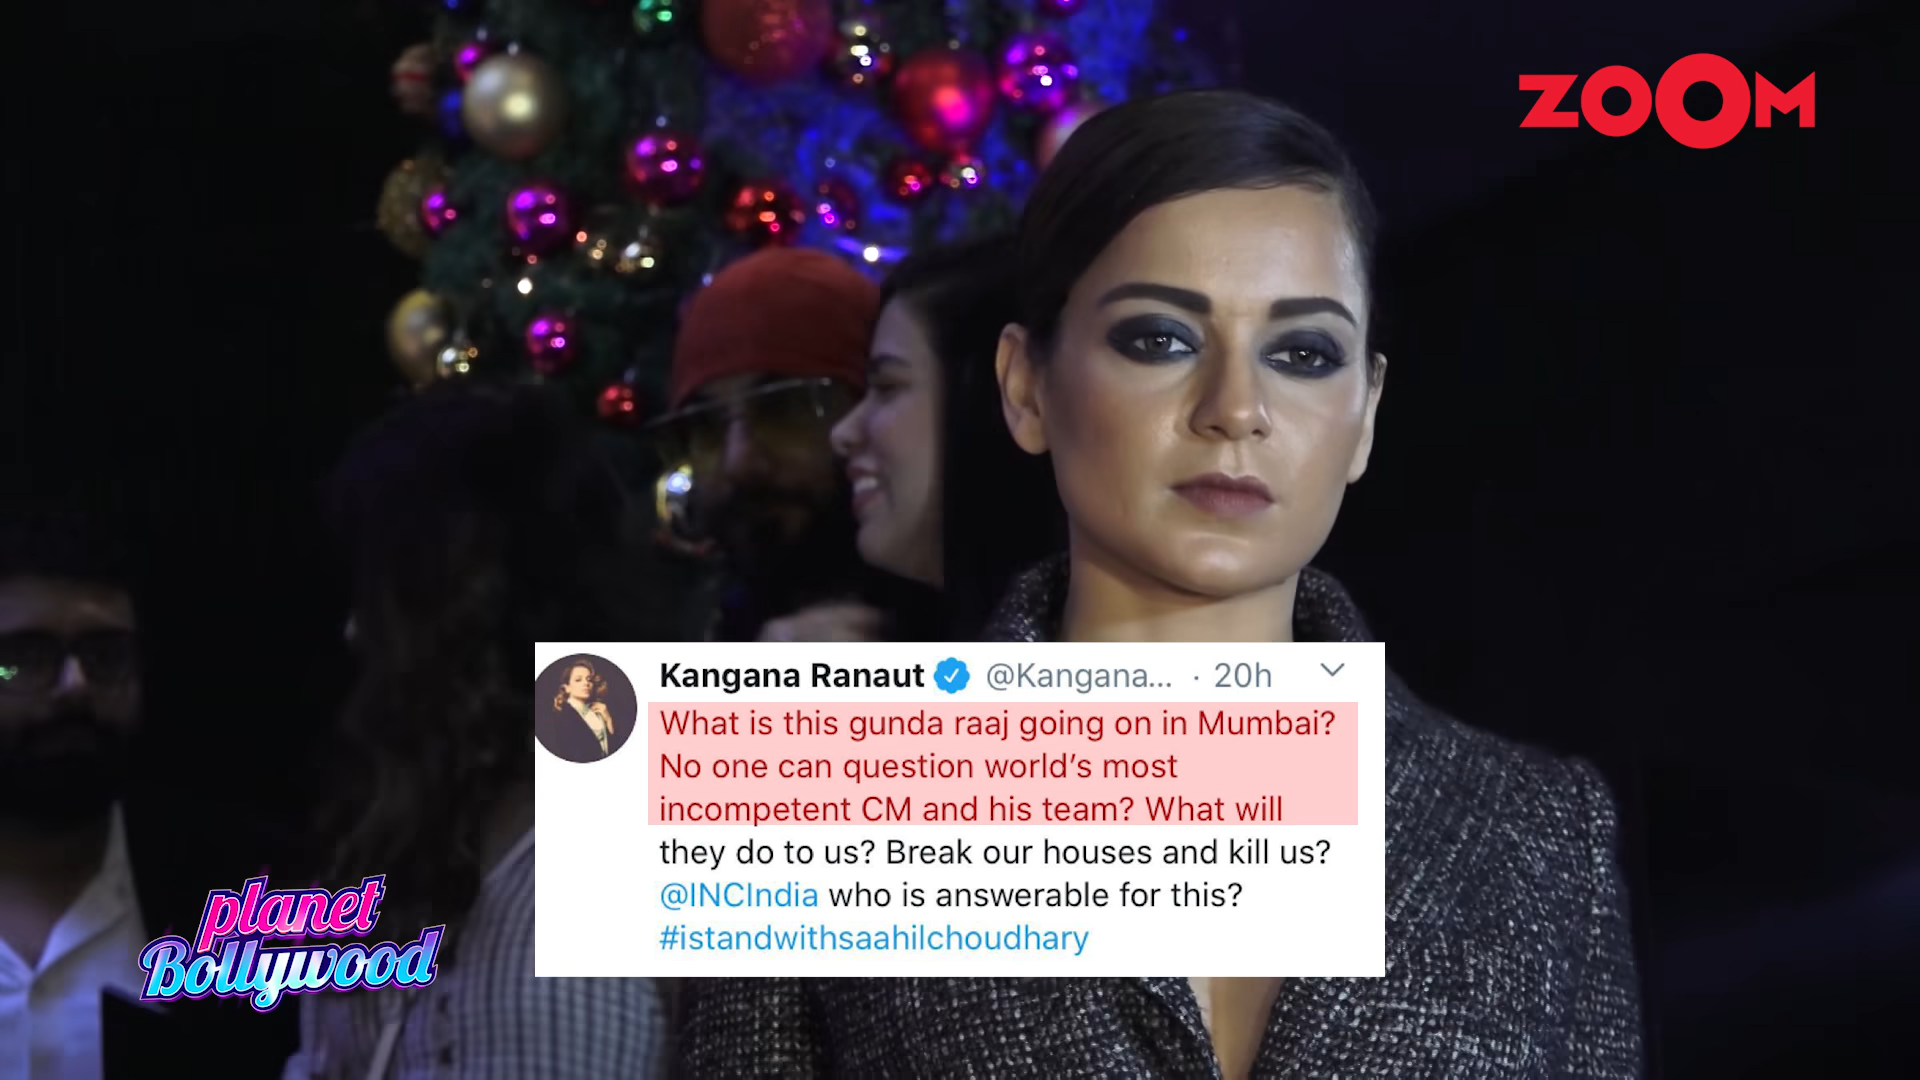 ZOOM
Kangana Ranaut @Kangana... · 20h
What is this gunda raaj going on in Mumbai?
No one can question world's most
incompetent CM and his team? What will
they do to us? Break our houses and kill us?
@INCIndia who is answerable for this?
#istandwithsaahilchoudhary
planet
Bollywood